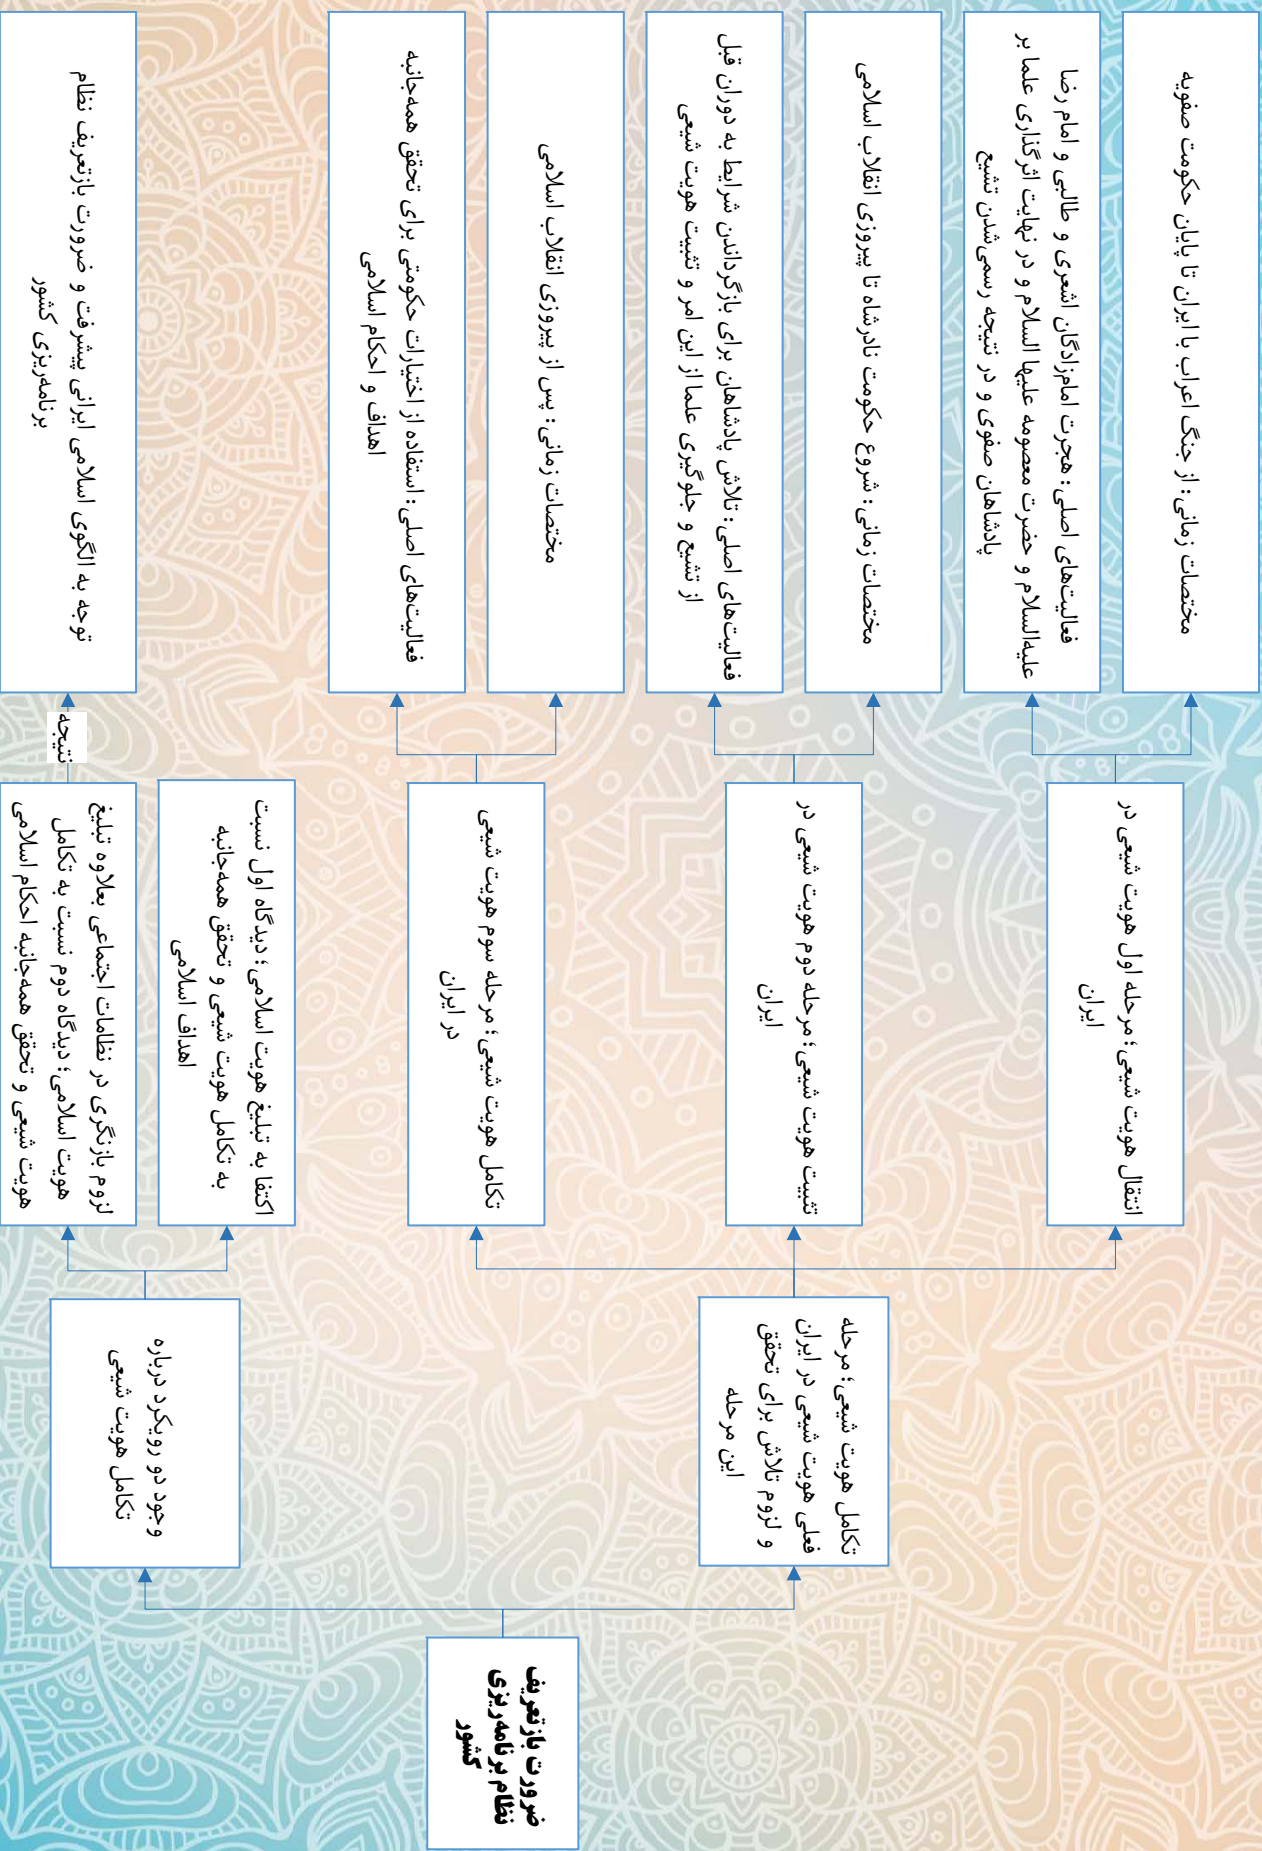 ضرورت بازتعریف
نظام برنامه‌ریزی
کشور
تکامل هویت شیعی؛ مرحله
فعلی هویت شیعی در ایران
و لزوم تلاش برای تحقق
این مرحله
انتقال هویت شیعی؛ مرحله اول هویت شیعی در
ایران
مختصات زمانی: از جنگ اعراب با ایران تا پایان حکومت صفویه
فعالیت‌های اصلی: هجرت امام‌زادگان اشعری و طالبی و امام رضا
علیه‌السلام و حضرت معصومه علیها السلام و در نهایت اثرگذاری علما بر
پادشاهان صفوی و در نتیجه رسمی‌شدن تشیع
تثبیت هویت شیعی؛ مرحله دوم هویت شیعی در
ایران
مختصات زمانی: شروع حکومت نادرشاه تا پیروزی انقلاب اسلامی
فعالیت‌های اصلی: تلاش پادشاهان برای بازگرداندن شرایط به دوران قبل
از تشیع و جلوگیری علما از این امر و تثبیت هویت شیعی
تکامل هویت شیعی؛ مرحله سوم هویت شیعی
در ایران
مختصات زمانی: پس از پیروزی انقلاب اسلامی
فعالیت‌های اصلی: استفاده از اختیارات حکومتی برای تحقق همه‌جانبه
اهداف و احکام اسلامی
وجود دو رویکرد درباره
تکامل هویت شیعی
اکتفا به تبلیغ هویت اسلامی؛ دیدگاه اول نسبت
به تکامل هویت شیعی و تحقق همه‌جانبه
اهداف اسلامی
لزوم بازنگری در نظامات اجتماعی بعلاوه تبلیغ
هویت اسلامی؛ دیدگاه دوم نسبت به تکامل
هویت شیعی و تحقق همه‌جانبه احکام اسلامی
نتیجه
توجه به الگوی اسلامی ایرانی پیشرفت و ضرورت بازتعریف نظام
برنامه‌ریزی کشور